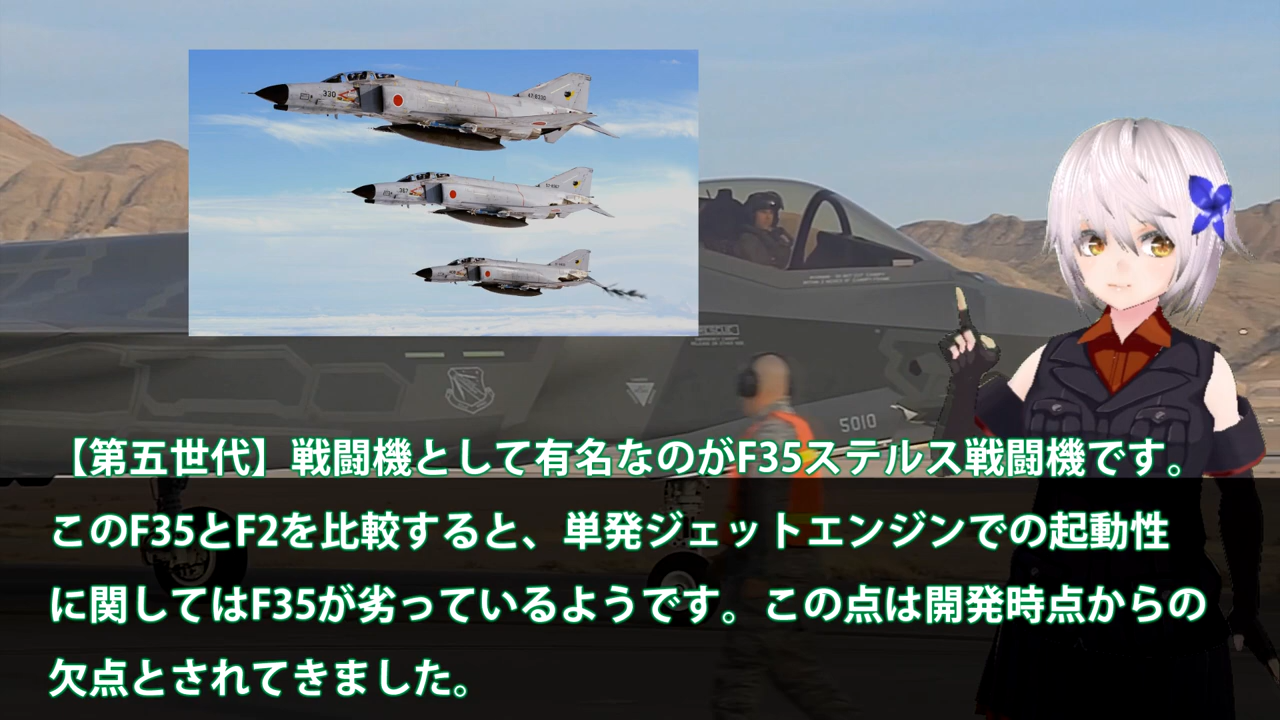 330
367
RESCUE
5010
【第五世代】戦闘機として有名なのがF35ステルス戦闘機です。
このF35とF2を比較すると、単発ジェットエンジンでの起動性
に関してはF35が劣っているようです。この点は開発時点からの
欠点とされてきました。